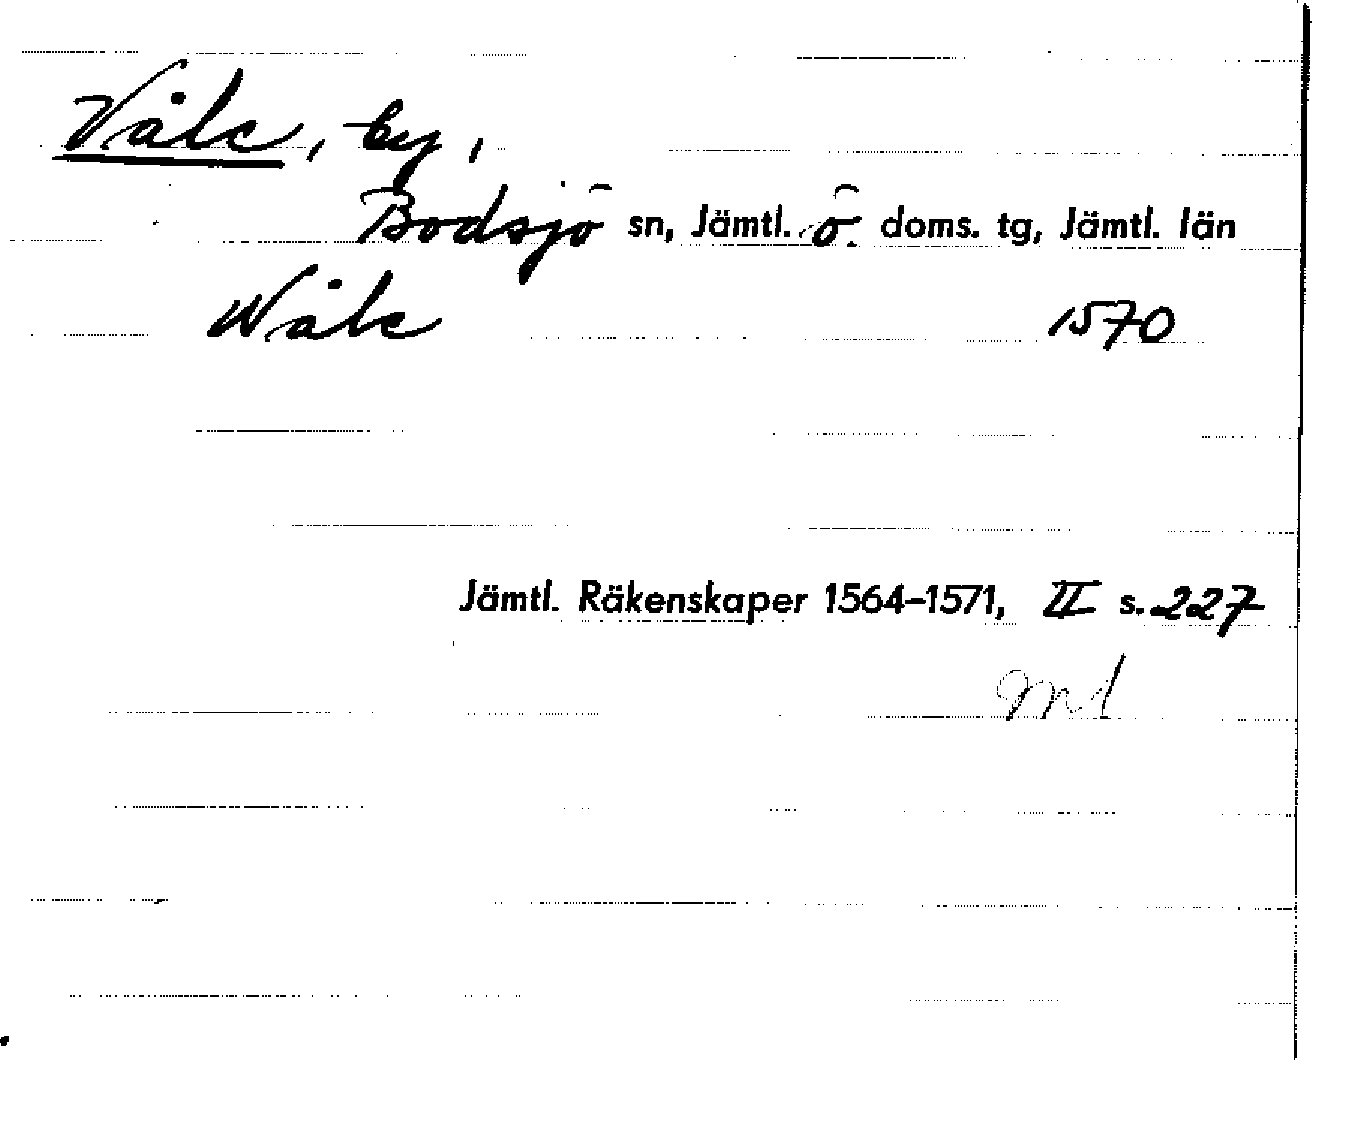 Våle, by,
Bodsjö sn, Jämtl. ö. doms. tg, Jämtl. län
Wåle 1570
Jämtl. Räkenskaper 1564–1571, II s. 227